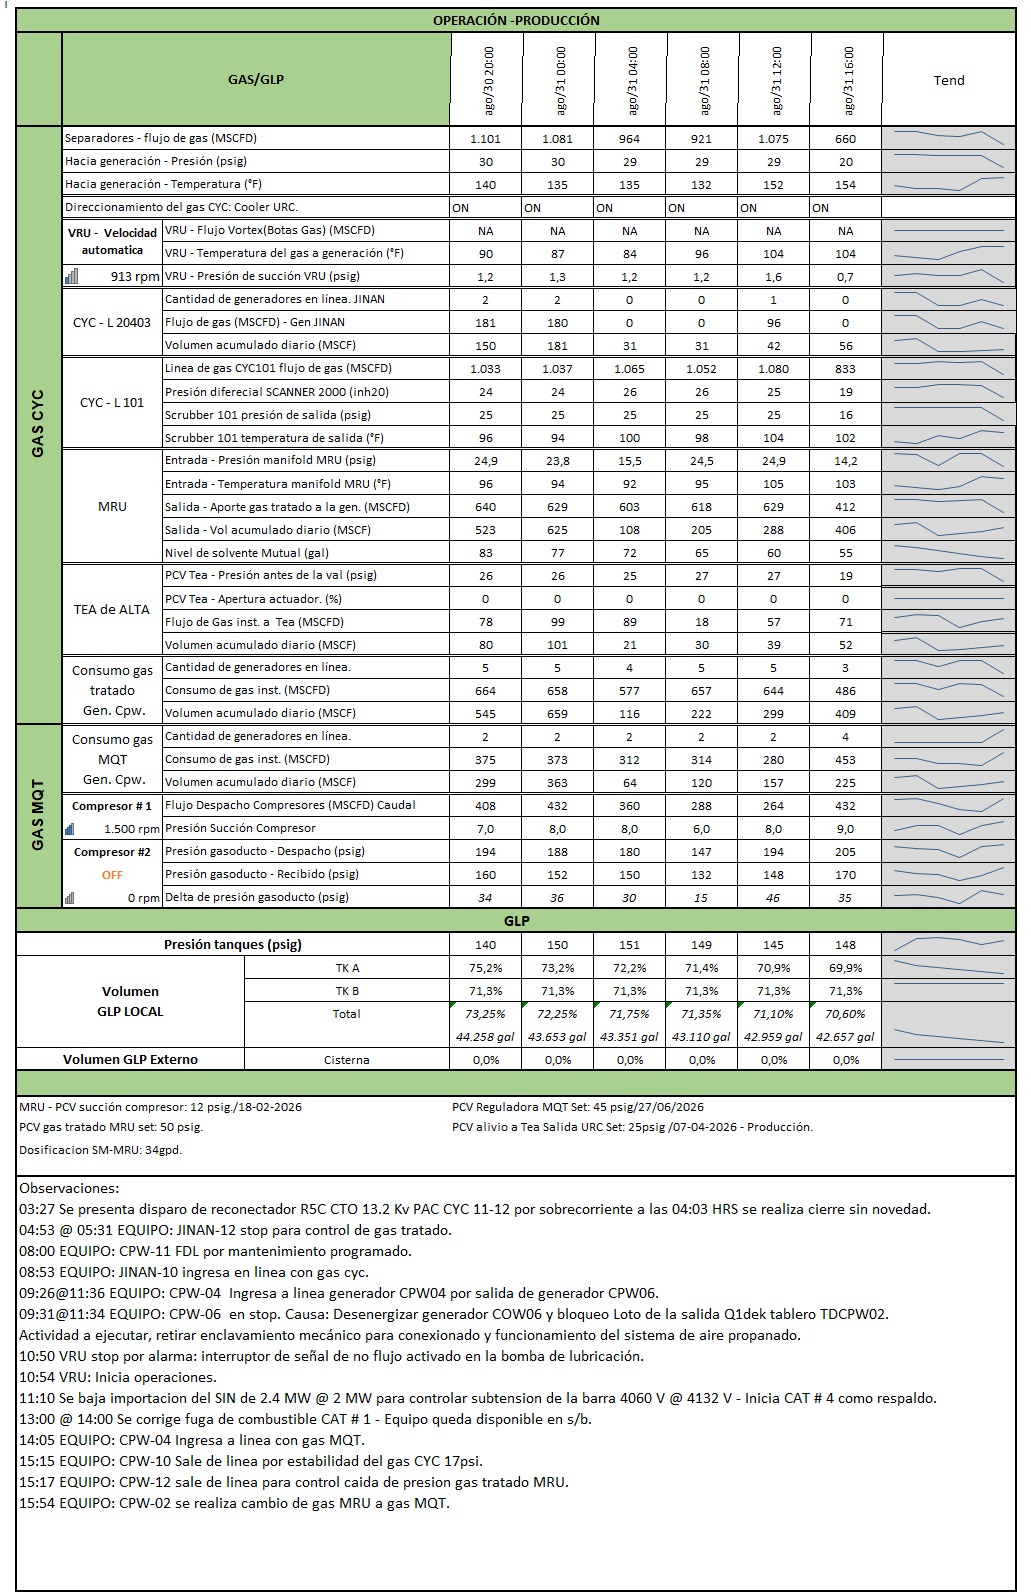 OPERACIÓN -PRODUCCIÓN
GAS/GLP ago/30 20:00 ago/31 00:00 ago/31 04:00 ago/31 08:00 ago/31 12:00 ago/31 16:00 Tend
GAS CYC
Separadores - flujo de gas (MSCFD) 1.101 1.081 964 921 1.075 660
Hacia generación - Presión (psig) 30 30 29 29 29 20
Hacia generación - Temperatura (°F) 140 135 135 132 152 154
Direccionamiento del gas CYC: Cooler URC. ON ON ON ON ON ON
VRU - Velocidad automatica
913 rpm
VRU - Flujo Vortex(Botas Gas) (MSCFD) NA NA NA NA NA NA
VRU - Temperatura del gas a generación (°F) 90 87 84 96 104 104
VRU - Presión de succión VRU (psig) 1,2 1,3 1,2 1,2 1,6 0,7
CYC - L 20403
Cantidad de generadores en línea. JINAN 2 2 0 0 1 0
Flujo de gas (MSCFD) - Gen JINAN 181 180 0 0 96 0
Volumen acumulado diario (MSCF) 150 181 31 31 42 56
CYC - L 101
Linea de gas CYC101 flujo de gas (MSCFD) 1.033 1.037 1.065 1.052 1.080 833
Presión diferecial SCANNER 2000 (inh20) 24 24 26 26 25 19
Scrubber 101 presión de salida (psig) 25 25 25 25 25 16
Scrubber 101 temperatura de salida (°F) 96 94 100 98 104 102
MRU
Entrada - Presión manifold MRU (psig) 24,9 23,8 15,5 24,5 24,9 14,2
Entrada - Temperatura manifold MRU (°F) 96 94 92 95 105 103
Salida - Aporte gas tratado a la gen. (MSCFD) 640 629 603 618 629 412
Salida - Vol acumulado diario (MSCF) 523 625 108 205 288 406
Nivel de solvente Mutual (gal) 83 77 72 65 60 55
TEA de ALTA
PCV Tea - Presión antes de la val (psig) 26 26 25 27 27 19
PCV Tea - Apertura actuador. (%) 0 0 0 0 0 0
Flujo de Gas inst. a Tea (MSCFD) 78 99 89 18 57 71
Volumen acumulado diario (MSCF) 80 101 21 30 39 52
Consumo gas tratado Gen. Cpw.
Cantidad de generadores en línea. 5 5 4 5 5 3
Consumo de gas inst. (MSCFD) 664 658 577 657 644 486
Volumen acumulado diario (MSCF) 545 659 116 222 299 409
GAS MQT
Consumo gas MQT Gen. Cpw.
Cantidad de generadores en línea. 2 2 2 2 2 4
Consumo de gas inst. (MSCFD) 375 373 312 314 280 453
Volumen acumulado diario (MSCF) 299 363 64 120 157 225
Compresor # 1
1.500 rpm
Flujo Despacho Compresores (MSCFD) Caudal 408 432 360 288 264 432
Presión Succión Compresor 7,0 8,0 8,0 6,0 8,0 9,0
Compresor #2
OFF
0 rpm
Presión gasoducto - Despacho (psig) 194 188 180 147 194 205
Presión gasoducto - Recibido (psig) 160 152 150 132 148 170
Delta de presión gasoducto (psig) 34 36 30 15 46 35
GLP
Presión tanques (psig) 140 150 151 149 145 148
Volumen
GLP LOCAL
TK A 75,2% 73,2% 72,2% 71,4% 70,9% 69,9%
TK B 71,3% 71,3% 71,3% 71,3% 71,3% 71,3%
Total 73,25% 72,25% 71,75% 71,35% 71,10% 70,60%
44.258 gal 43.653 gal 43.351 gal 43.110 gal 42.959 gal 42.657 gal
Volumen GLP Externo Cisterna 0,0% 0,0% 0,0% 0,0% 0,0% 0,0%
MRU - PCV succión compresor: 12 psig./18-02-2026 PCV Reguladora MQT Set: 45 psig/27/06/2026
PCV gas tratado MRU set: 50 psig. PCV alivio a Tea Salida URC Set: 25psig /07-04-2026 - Producción.
Dosificacion SM-MRU: 34gpd.
Observaciones:
03:27 Se presenta disparo de reconectador R5C CTO 13.2 Kv PAC CYC 11-12 por sobrecorriente a las 04:03 HRS se realiza cierre sin novedad.
04:53 @ 05:31 EQUIPO: JINAN-12 stop para control de gas tratado.
08:00 EQUIPO: CPW-11 FDL por mantenimiento programado.
08:53 EQUIPO: JINAN-10 ingresa en linea con gas cyc.
09:26@11:36 EQUIPO: CPW-04 Ingresa a linea generador CPW04 por salida de generador CPW06.
09:31@11:34 EQUIPO: CPW-06 en stop. Causa: Desenergizar generador COW06 y bloqueo Loto de la salida Q1dek tablero TDCPW02.
Actividad a ejecutar, retirar enclavamiento mecánico para conexionado y funcionamiento del sistema de aire propanado.
10:50 VRU stop por alarma: interruptor de señal de no flujo activado en la bomba de lubricación.
10:54 VRU: Inicia operaciones.
11:10 Se baja importacion del SIN de 2.4 MW @ 2 MW para controlar subtension de la barra 4060 V @ 4132 V - Inicia CAT # 4 como respaldo.
13:00 @ 14:00 Se corrige fuga de combustible CAT # 1 - Equipo queda disponible en s/b.
14:05 EQUIPO: CPW-04 Ingresa a linea con gas MQT.
15:15 EQUIPO: CPW-10 Sale de linea por estabilidad del gas CYC 17psi.
15:17 EQUIPO: CPW-12 sale de linea para control caida de presion gas tratado MRU.
15:54 EQUIPO: CPW-02 se realiza cambio de gas MRU a gas MQT.